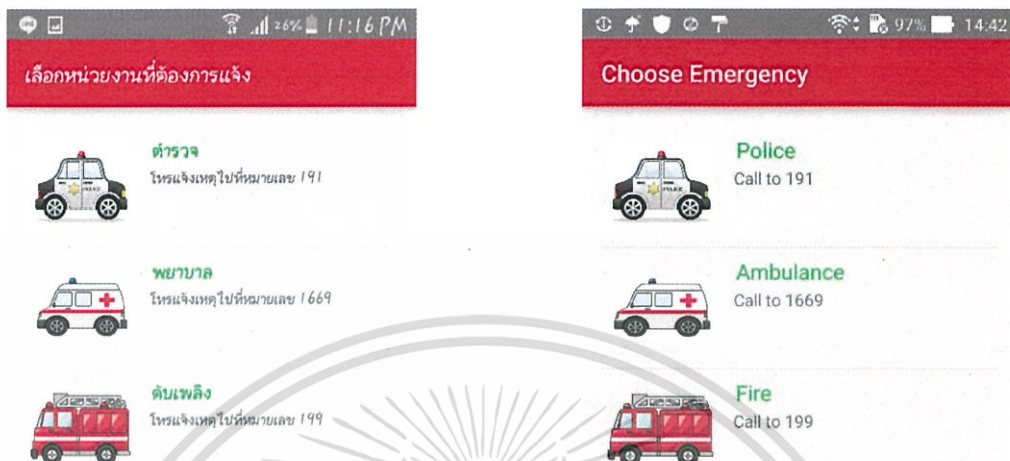 26% 11:16 PM
เลือกหน่วยงานที่ต้องการแจ้ง
ตำรวจ
โทรแจ้งเหตุไปที่หมายเลข 191
พยาบาล
โทรแจ้งเหตุไปที่หมายเลข 1669
ดับเพลิง
โทรแจ้งเหตุไปที่หมายเลข 199
97% 14:42
Choose Emergency
Police
Call to 191
Ambulance
Call to 1669
Fire
Call to 199